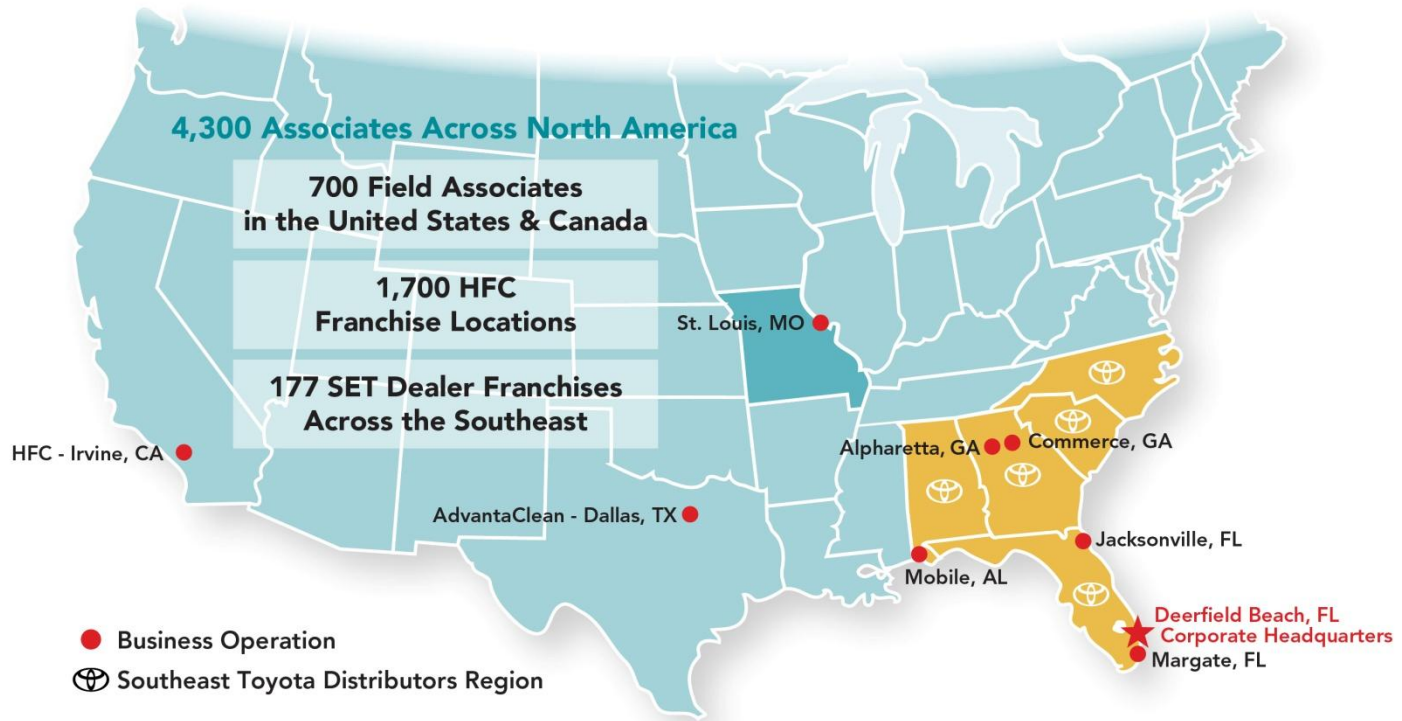 4,300 Associates Across North America
700 Field Associates
in the United States & Canada
1,700 HFC
Franchise Locations
177 SET Dealer Franchises
Across the Southeast
St. Louis, MO
HFC - Irvine, CA
Alpharetta, GA
Commerce, GA
AdvantaClean - Dallas, TX
Jacksonville, FL
Mobile, AL
Deerfield Beach, FL
Corporate Headquarters
Margate, FL
Business Operation
Southeast Toyota Distributors Region